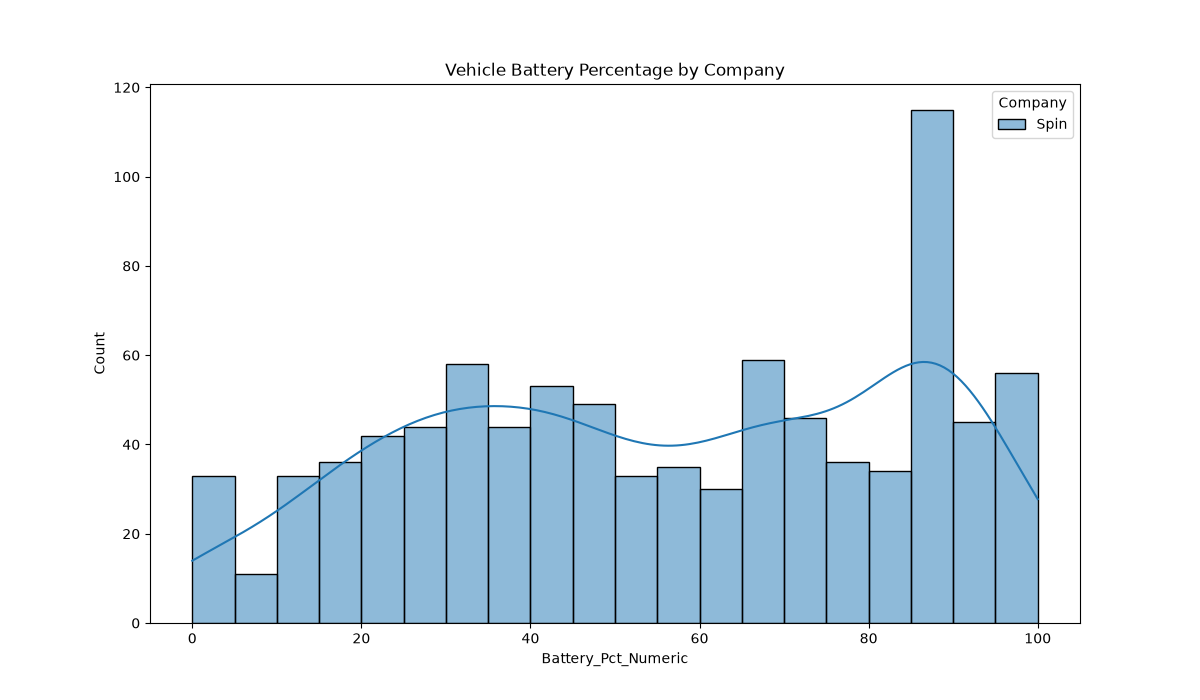 Vehicle Battery Percentage by Company
Company
Spin
120
100
80
60
40
20
0
Count
0 20 40 60 80 100
Battery_Pct_Numeric